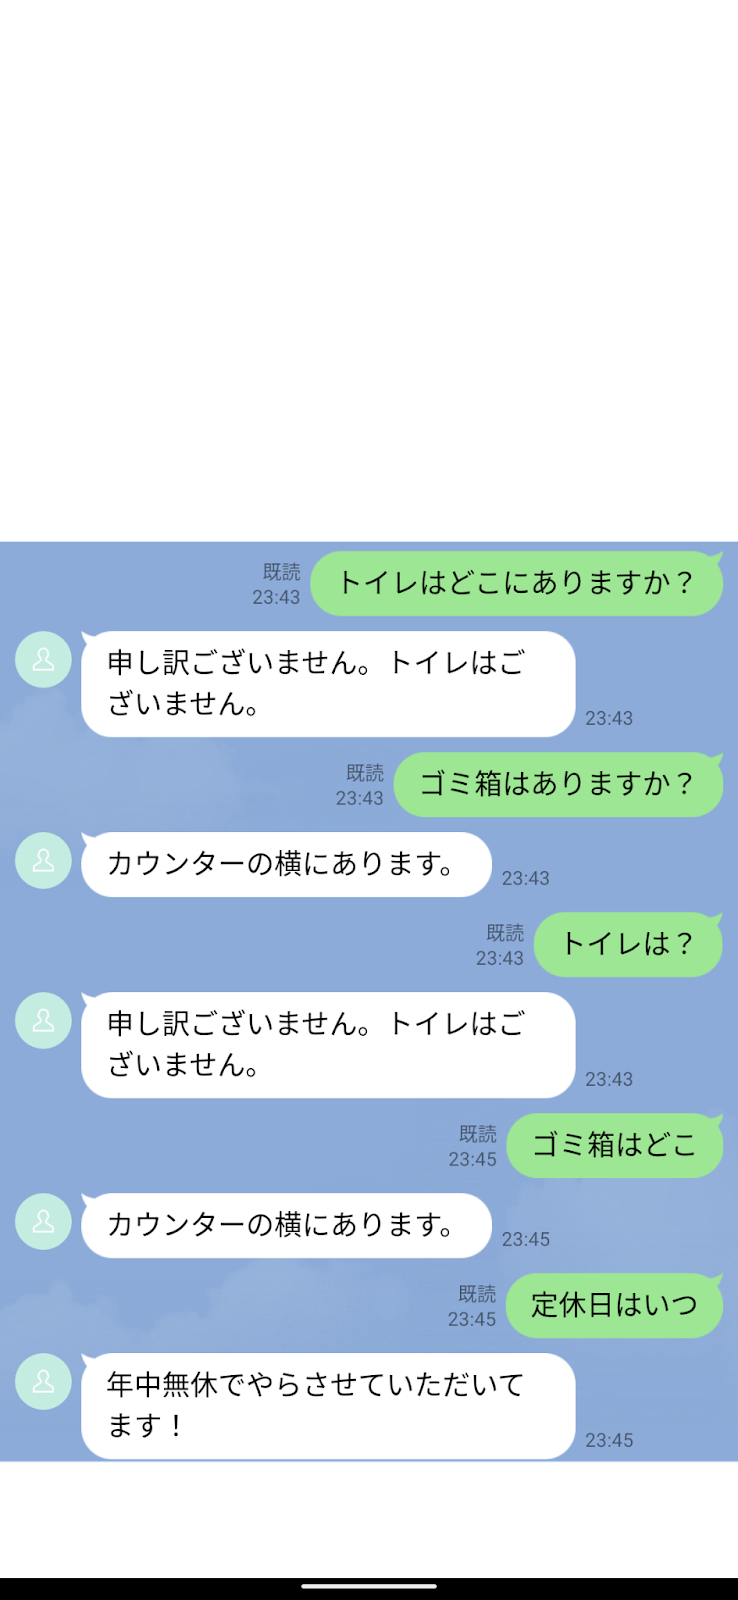 トイレはどこにありますか？
既読
23:43
申し訳ございません。トイレはご
ざいません。
23:43
ゴミ箱はありますか？
既読
23:43
カウンターの横にあります。
23:43
トイレは？
既読
23:43
申し訳ございません。トイレはご
ざいません。
23:43
ゴミ箱はどこ
既読
23:45
カウンターの横にあります。
23:45
定休日はいつ
既読
23:45
年中無休でやらさせていただいて
ます！
23:45